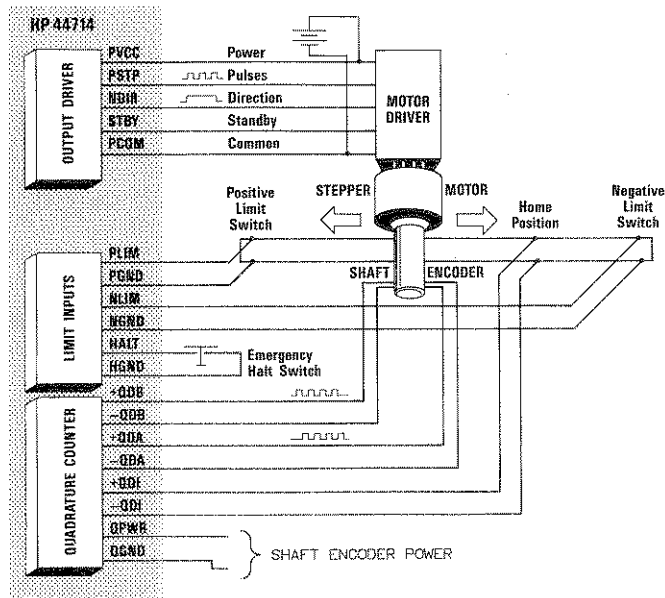 HP 44714
OUTPUT DRIVER
PVCC Power
PSTP Pulses
NDIR Direction
STBY Standby
PCOM Common
MOTOR
DRIVER
STEPPER MOTOR
Positive
Limit
Switch
Home
Position
Negative
Limit
Switch
LIMIT INPUTS
PLIM
PGND
NLIM
NGND
HALT
HGND
SHAFT ENCODER
Emergency
Halt Switch
QUADRATURE COUNTER
+QDB
−QDB
+QDA
−QDA
+QDI
−QDI
QPWR
QGND
SHAFT ENCODER POWER